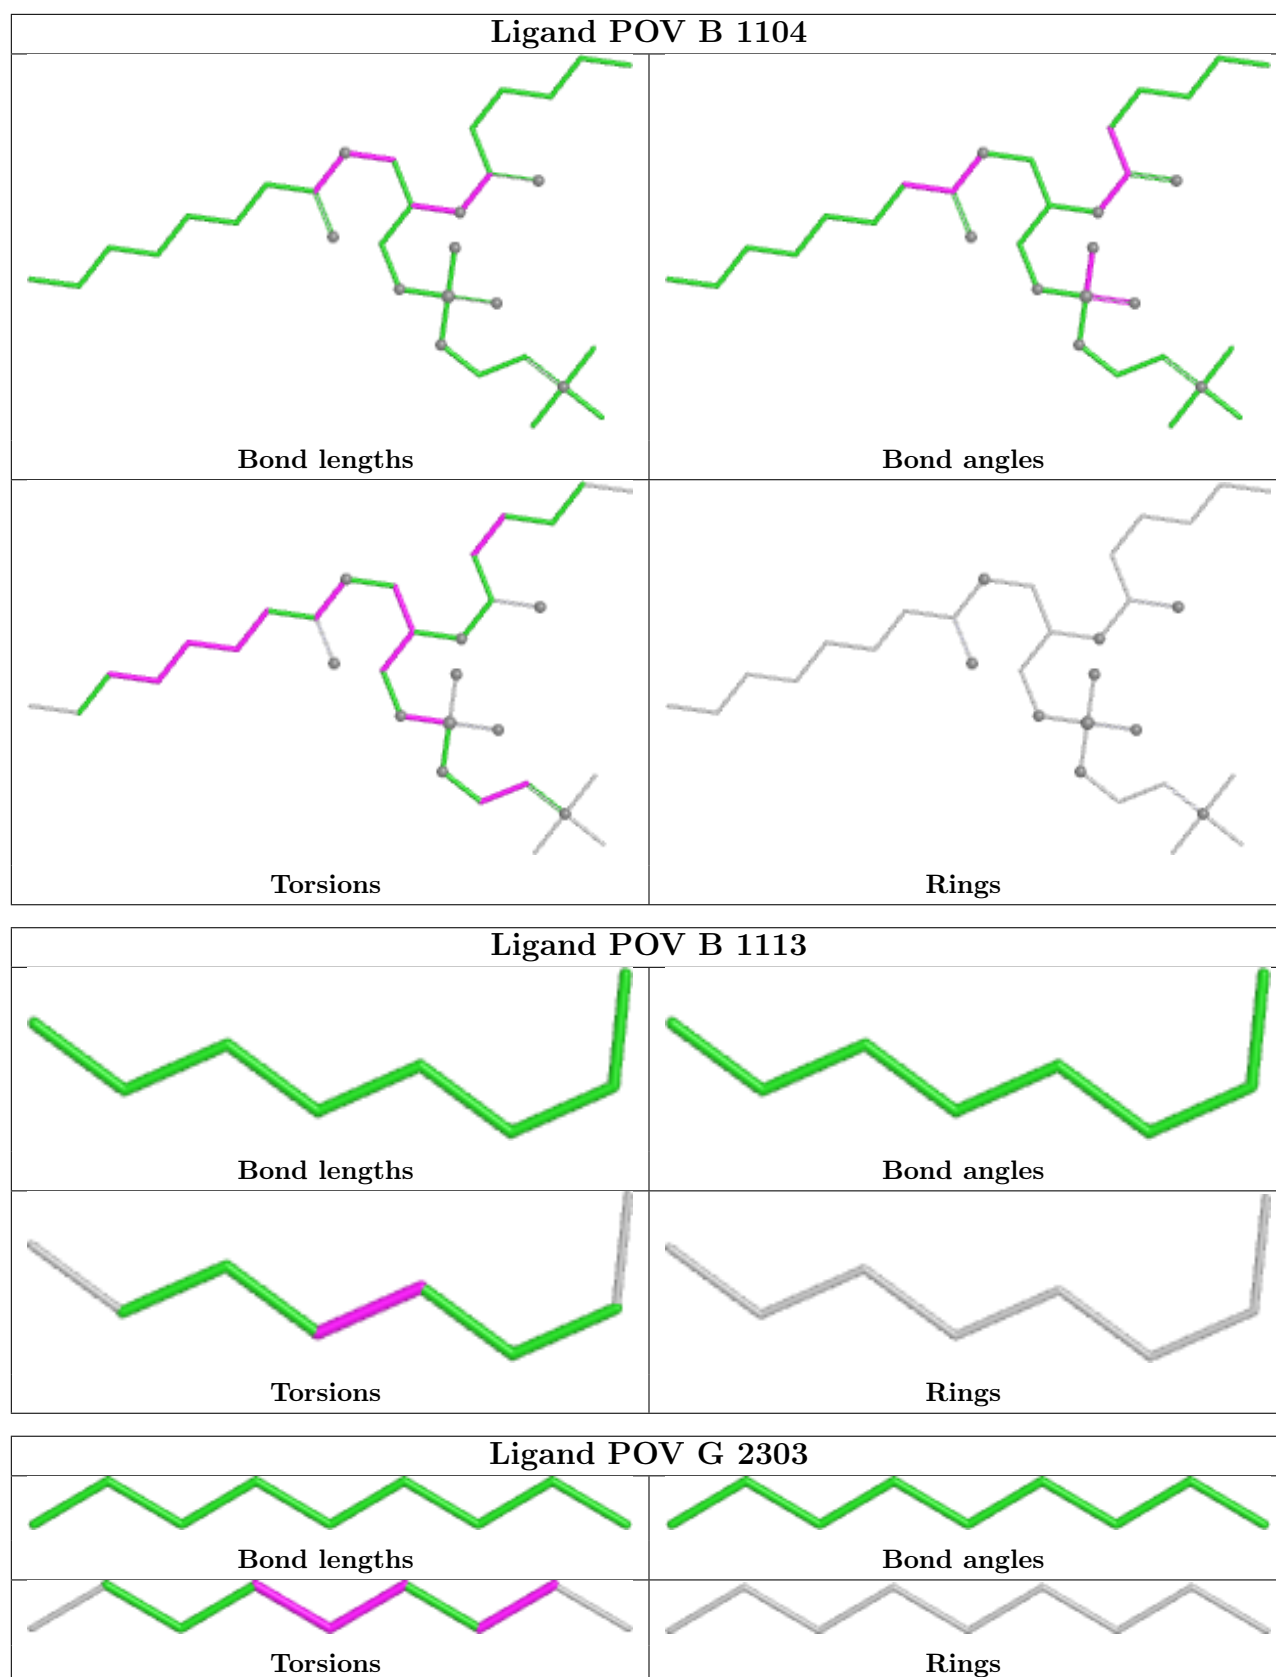 Ligand POV B 1104
Bond lengths
Bond angles
Torsions
Rings
Ligand POV B 1113
Bond lengths
Bond angles
Torsions
Rings
Ligand POV G 2303
Bond lengths
Bond angles
Torsions
Rings